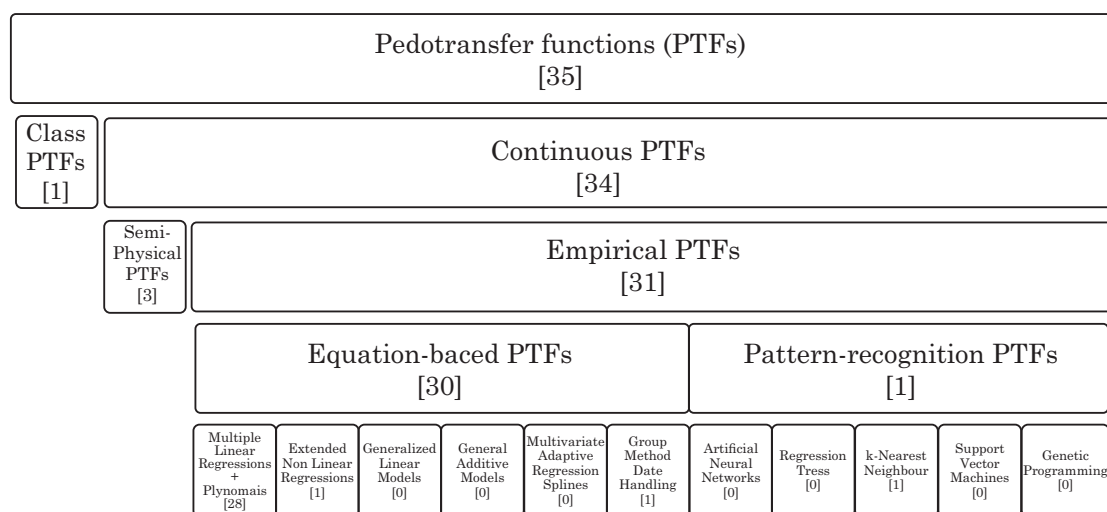 Pedotransfer functions (PTFs)
[35]
Class
PTFs
[1]
Continuous PTFs
[34]
Semi-
Physical
PTFs
[3]
Empirical PTFs
[31]
Equation-baced PTFs
[30]
Pattern-recognition PTFs
[1]
Multiple
Linear
Regressions
+
Plynomais
[28]
Extended
Non Linear
Regressions
[1]
Generalized
Linear
Models
[0]
General
Additive
Models
[0]
Multivariate
Adaptive
Regression
Splines
[0]
Group
Method
Date
Handling
[1]
Artificial
Neural
Networks
[0]
Regression
Tress
[0]
k-Nearest
Neighbour
[1]
Support
Vector
Machines
[0]
Genetic
Programming
[0]